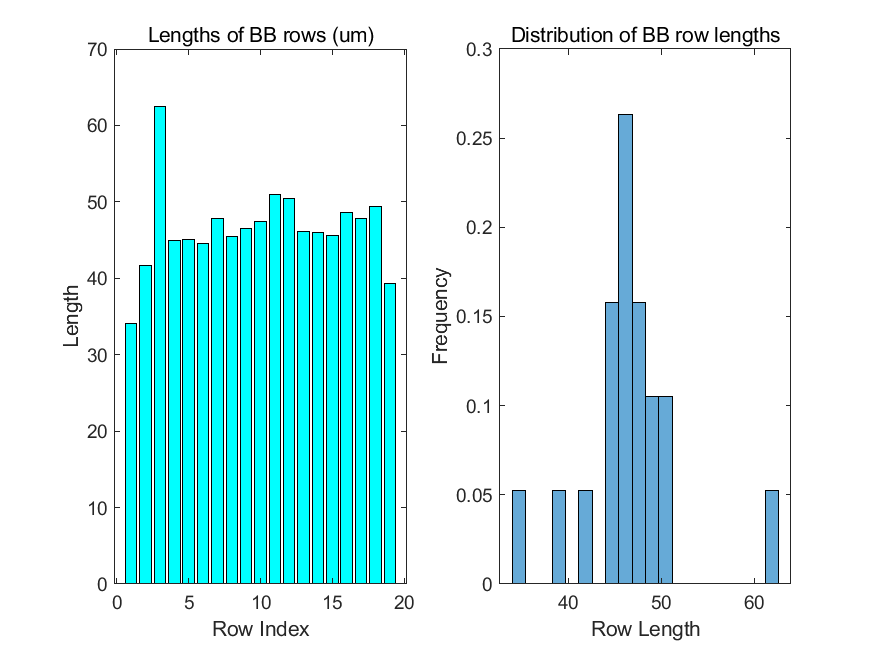 Lengths of BB rows (um)
70
60
50
40
30
20
10
0
Length
0 5 10 15 20
Row Index
Distribution of BB row lengths
0.3
0.25
0.2
0.15
0.1
0.05
0
Frequency
40 50 60
Row Length